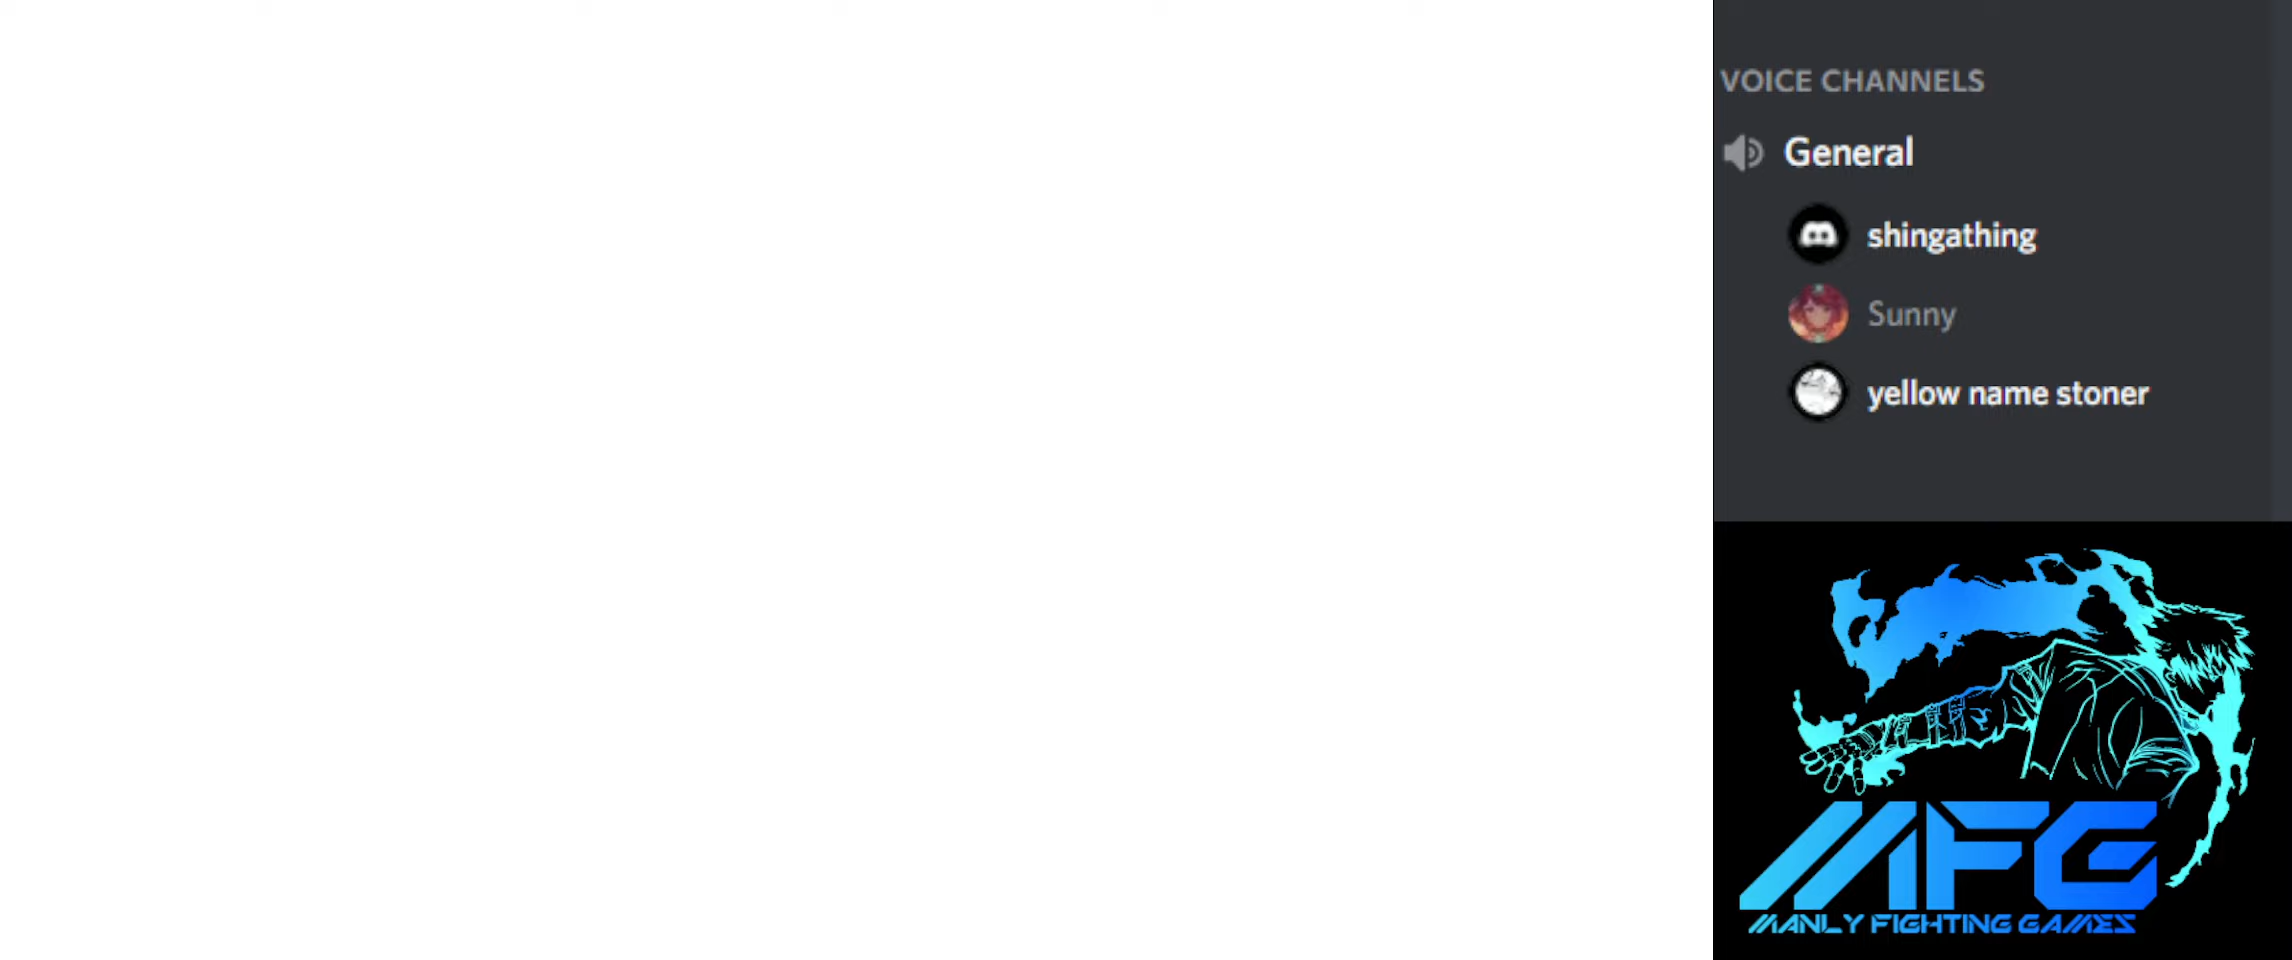 VOICE CHANNELS
General
shingathing
Sunny
yellow name stoner
MFG
MANLY FIGHTING GAMES